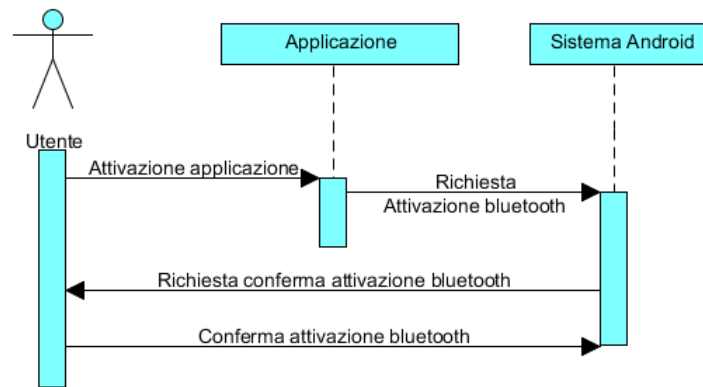 Applicazione
Sistema Android
Utente
Attivazione applicazione
Richiesta
Attivazione bluetooth
Richiesta conferma attivazione bluetooth
Conferma attivazione bluetooth